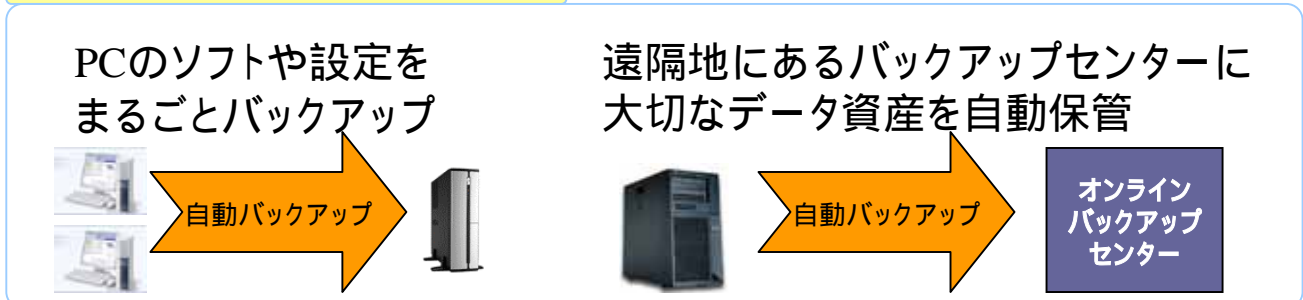 PCのソフトや設定を
まるごとバックアップ
遠隔地にあるバックアップセンターに
大切なデータ資産を自動保管
自動バックアップ
自動バックアップ
オンライン
バックアップ
センター